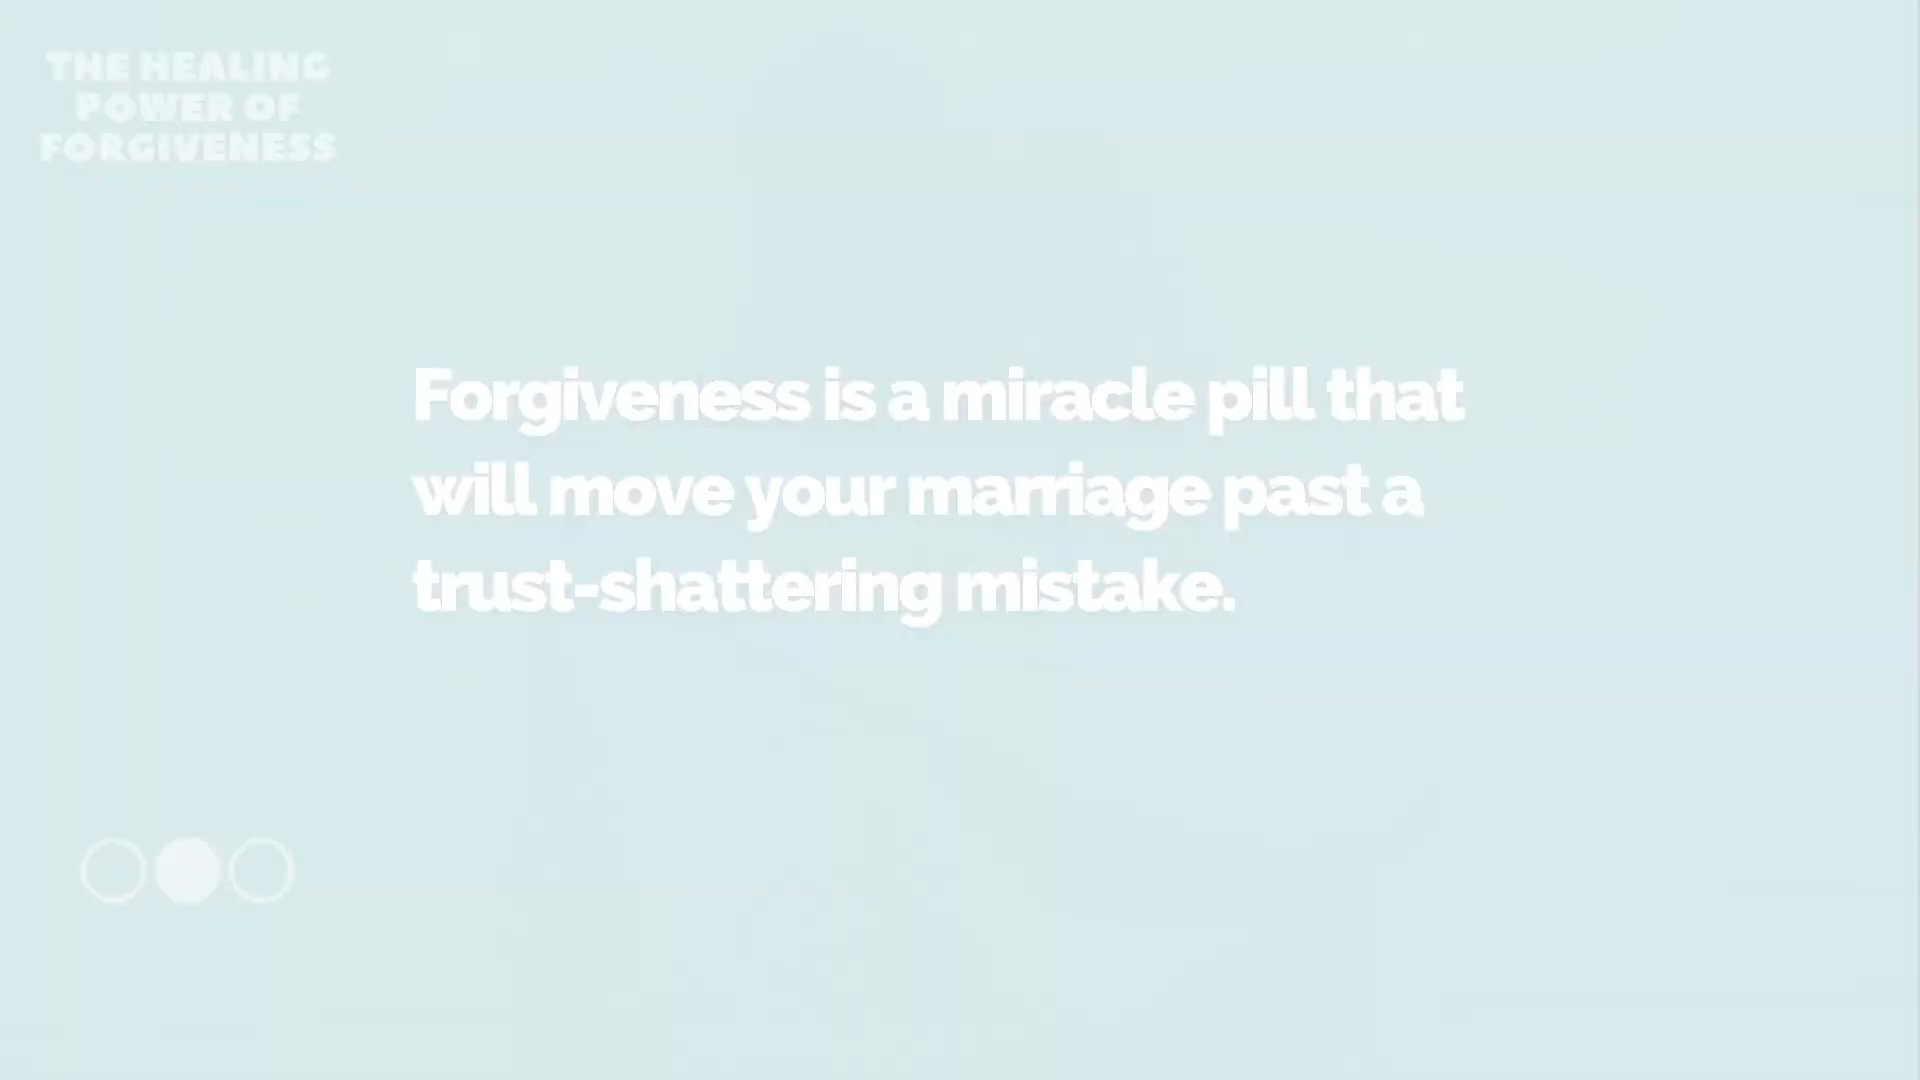 THE HEALING
POWER OF
FORGIVENESS
Forgiveness is a miracle pill that
will move your marriage past a
trust-shattering mistake.